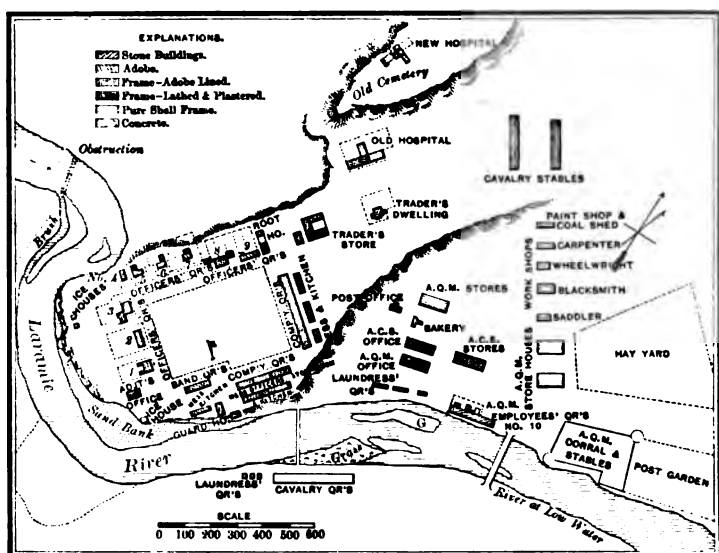 EXPLANATIONS.
Stone Buildings.
Adobe.
Frame-Adobe Lined.
Frame-Lathed & Plastered.
Pure Shell Frame.
Concrete.
Obstruction
Brush
NEW HOSPITAL
Old Cemetery
OLD HOSPITAL
CAVALRY STABLES
TRADER'S
DWELLING
TRADER'S
STORE
ROOT
HO.
PAINT SHOP &
COAL SHED
CARPENTER
WHEELWRIGHT
BLACKSMITH
SADDLER
WORK SHOPS
ICE
HOUSES
OFFICERS QR'S
OFFICERS QR'S
OFFICERS QR'S
COMP'Y. QR'S
& KITCHEN
POST OFFICE
A.Q.M. STORES
BAKERY
A.C.S.
OFFICE
A.C.S.
STORES
A.Q.M.
OFFICE
LAUNDRESS'
QR'S
A.Q.M.
STORE HOUSES
HAY YARD
ADJ'T'S
OFFICE
BAND QR'S
COMP'Y QR'S
ICE
HOUSE
GUARD HO.
A.Q.M.
EMPLOYEES' QR'S
NO. 10
A.Q.M.
CORRAL &
STABLES
POST GARDEN
Laramie
River
Sand Bank
G
Grass
LAUNDRESS'
QR'S
CAVALRY QR'S
River at Low Water
SCALE
0 100 200 300 400 500 600